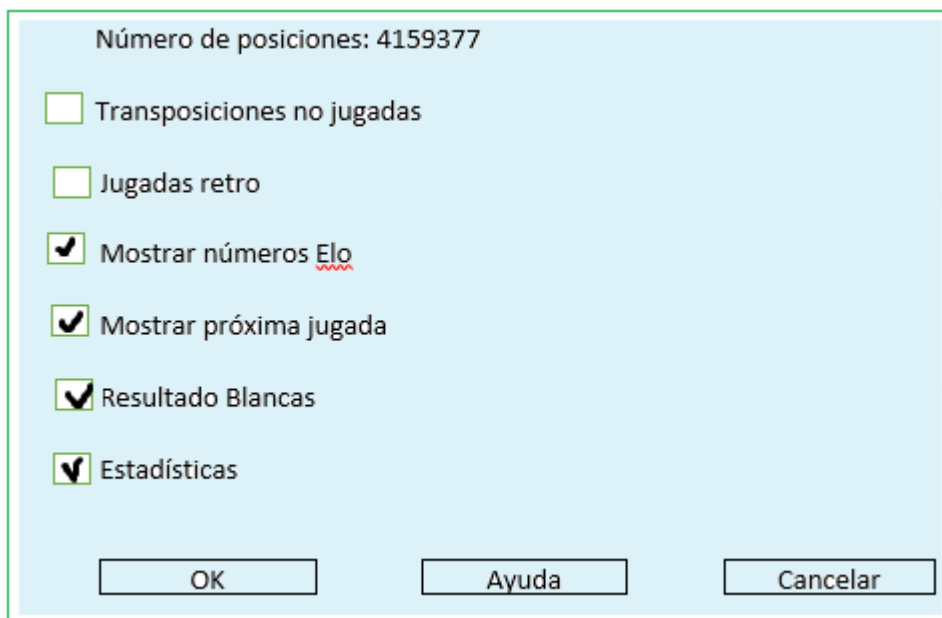 Número de posiciones: 4159377
Transposiciones no jugadas
Jugadas retro
Mostrar números Elo
Mostrar próxima jugada
Resultado Blancas
Estadísticas
OK Ayuda Cancelar